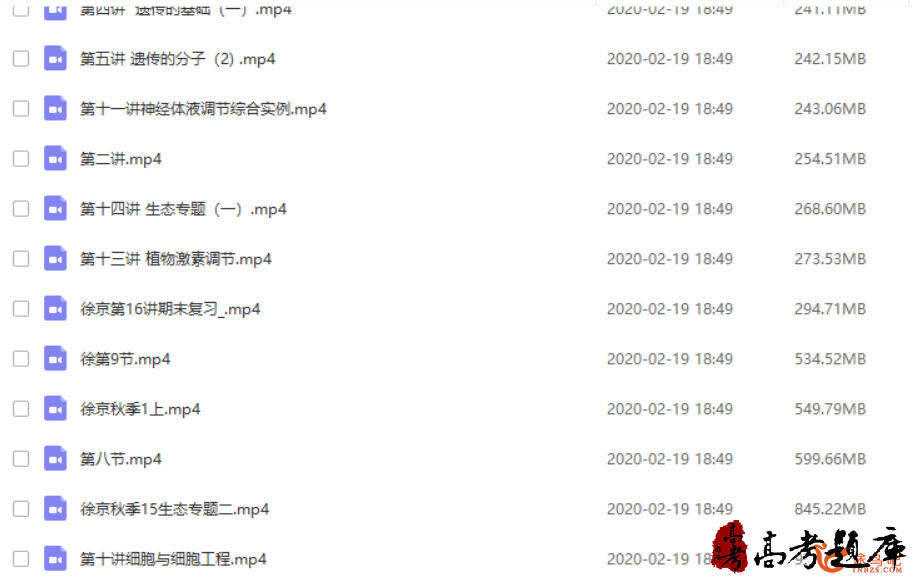 第四讲 遗传的基础（一）.mp4 2020-02-19 18:49 241.11MB
第五讲 遗传的分子（2) .mp4 2020-02-19 18:49 242.15MB
第十一讲神经体液调节综合实例.mp4 2020-02-19 18:49 243.06MB
第二讲.mp4 2020-02-19 18:49 254.51MB
第十四讲 生态专题（一）.mp4 2020-02-19 18:49 268.60MB
第十三讲 植物激素调节.mp4 2020-02-19 18:49 273.53MB
徐京第16讲期末复习_.mp4 2020-02-19 18:49 294.71MB
徐第9节.mp4 2020-02-19 18:49 534.52MB
徐京秋季1上.mp4 2020-02-19 18:49 549.79MB
第八节.mp4 2020-02-19 18:49 599.66MB
徐京秋季15生态专题二.mp4 2020-02-19 18:49 845.22MB
第十讲细胞与细胞工程.mp4 2020-02-19 18
高考 高考题库